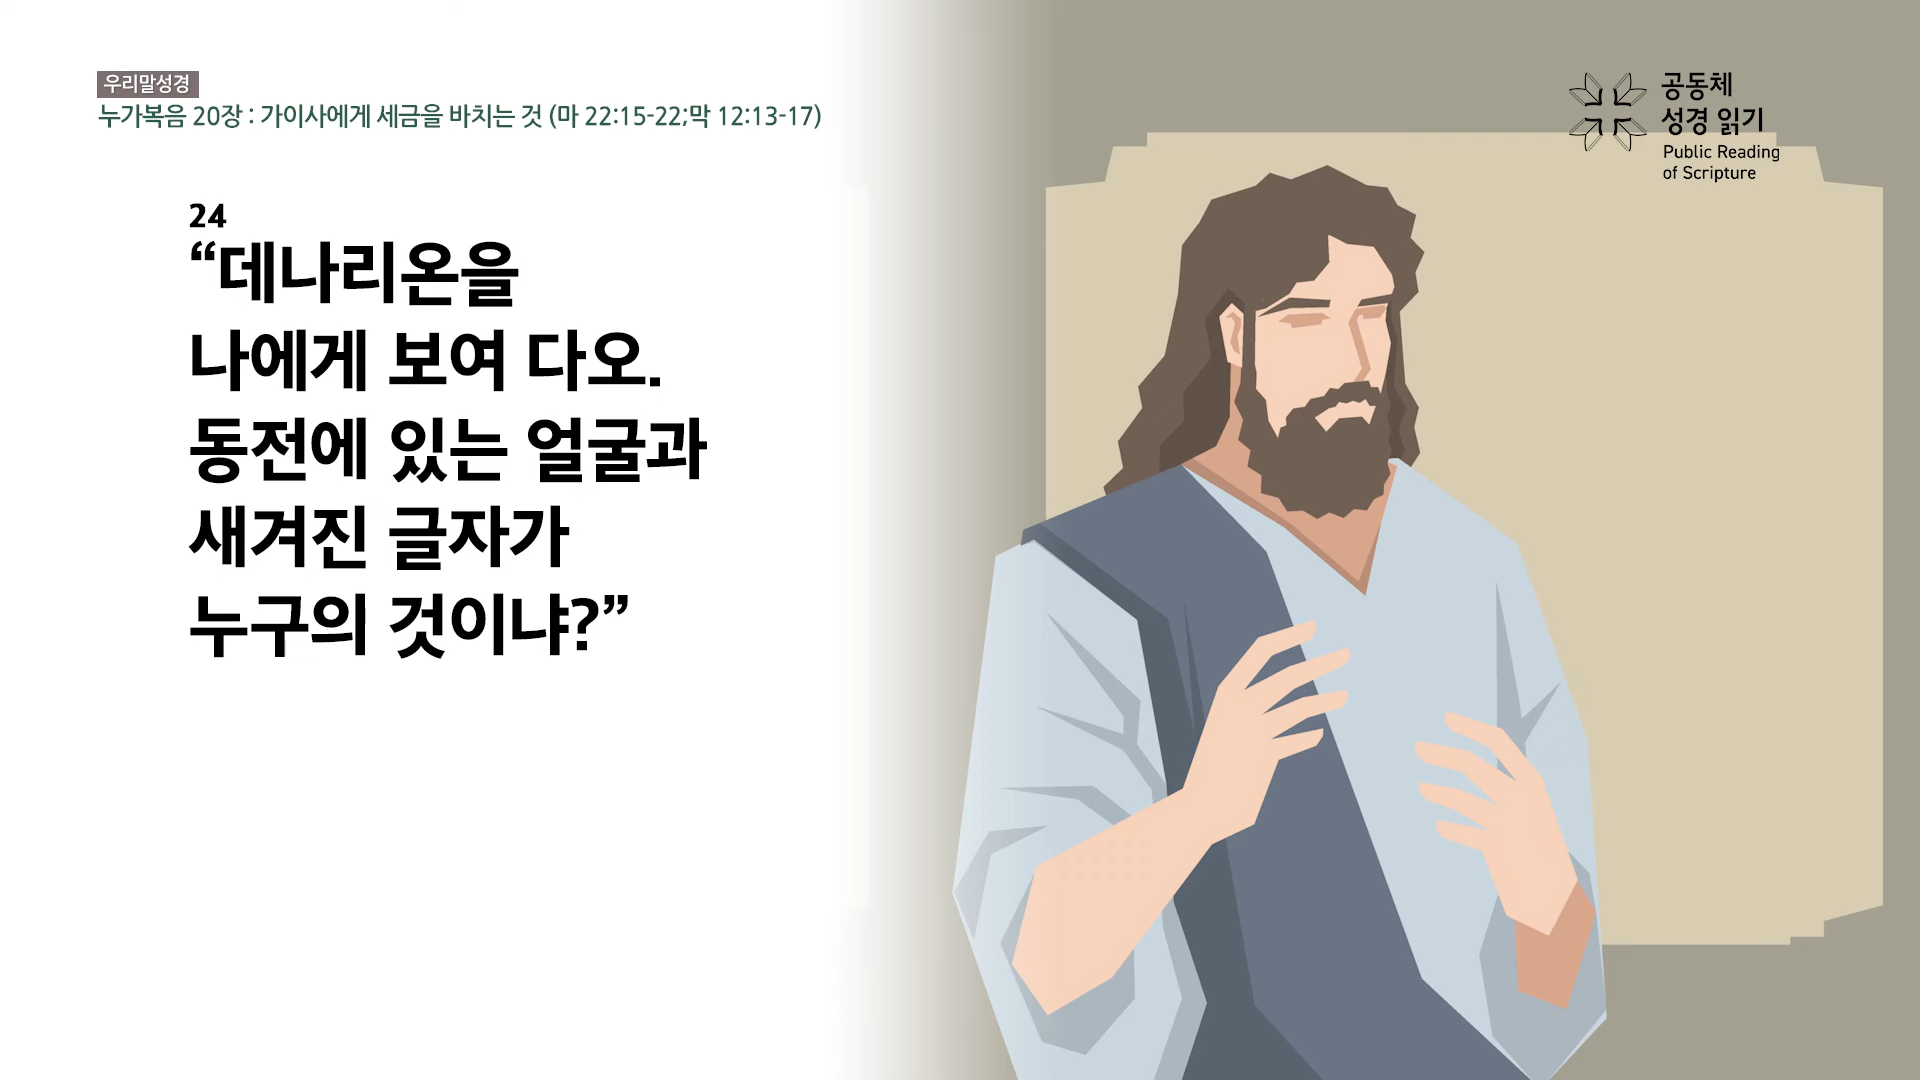 우리말성경
누가복음 20장 : 가이사에게 세금을 바치는 것 (마 22:15-22;막 12:13-17)
공동체
성경 읽기
Public Reading
of Scripture
24
“데나리온을
나에게 보여 다오.
동전에 있는 얼굴과
새겨진 글자가
누구의 것이냐?”